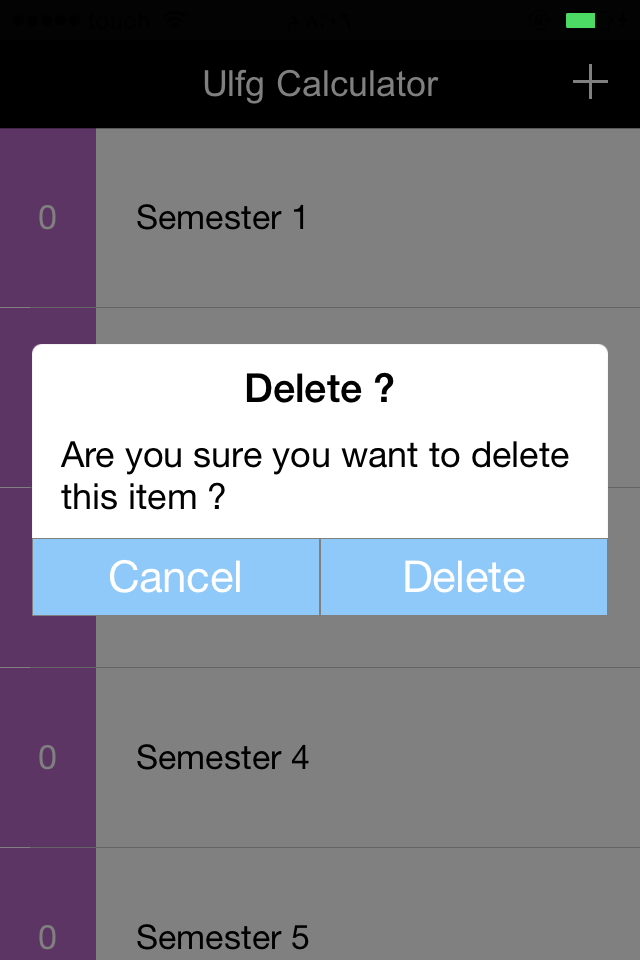 touch
Ulfg Calculator
0 Semester 1
Delete ?
Are you sure you want to delete
this item ?
Cancel Delete
0 Semester 4
0 Semester 5